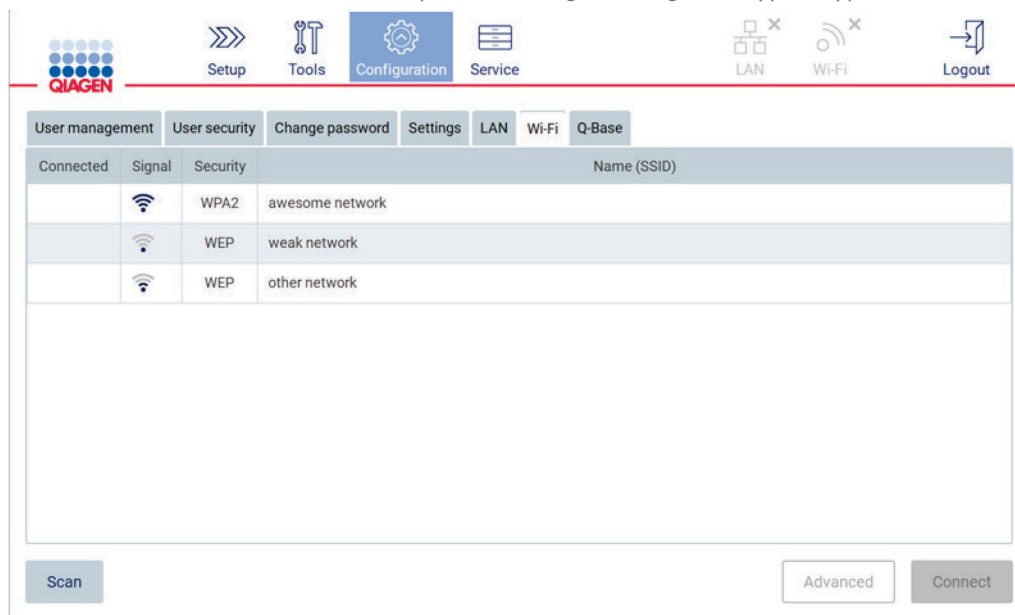 QIAGEN
Setup
Tools
Configuration
Service
LAN
Wi-Fi
Logout
User management User security Change password Settings LAN Wi-Fi Q-Base
Connected Signal Security Name (SSID)
WPA2 awesome network
WEP weak network
WEP other network
Scan Advanced Connect